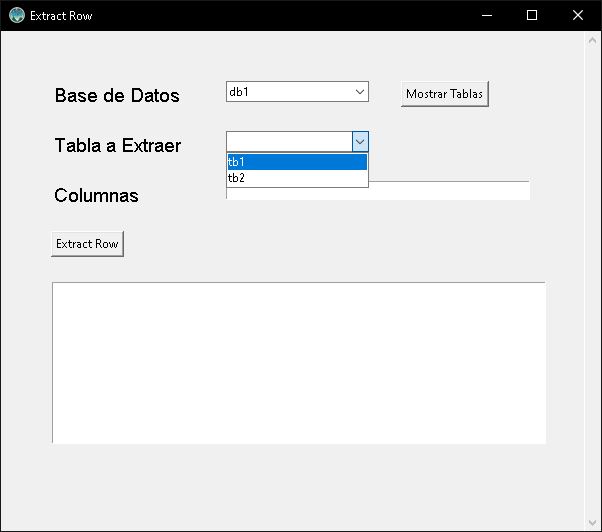 Extract Row
Base de Datos db1 Mostrar Tablas
Tabla a Extraer
tb1
tb2
Columnas
Extract Row